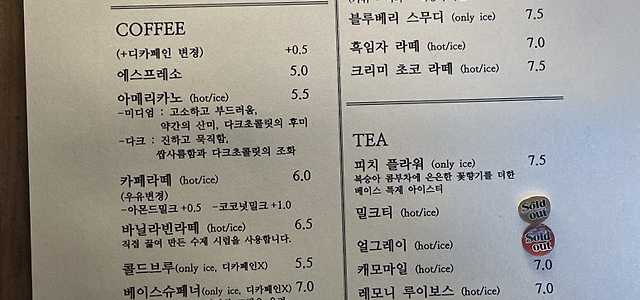 COFFEE
(+디카페인 변경) +0.5
에스프레소 5.0
아메리카노 (hot/ice) 5.5
-미디엄 : 고소하고 부드러움,
약간의 산미, 다크초콜릿의 후미
-다크 : 진하고 묵직함,
쌉사름함과 다크초콜릿의 조화
카페라떼 (hot/ice) 6.0
(우유변경)
-아몬드밀크 +0.5 -코코넛밀크 +1.0
바닐라빈라떼 (hot/ice) 6.5
직접 끓여 만든 수제 시럽을 사용합니다.
콜드브루(only ice, 디카페인X) 5.5
베이스슈페너(only ice, 디카페인X) 7.0
블루베리 스무디 (only ice) 7.5
흑임자 라떼 (hot/ice) 7.0
크리미 초코 라떼 (hot/ice) 7.5
TEA
피치 플라워 (only ice) 7.5
복숭아 콤부차에 은은한 꽃향기를 더한
베이스 특제 아이스티
밀크티 (hot/ice) Sold out
얼그레이 (hot/ice) Sold out
캐모마일 (hot/ice) 7.0
레모니 루이보스 (hot/ice) 7.0